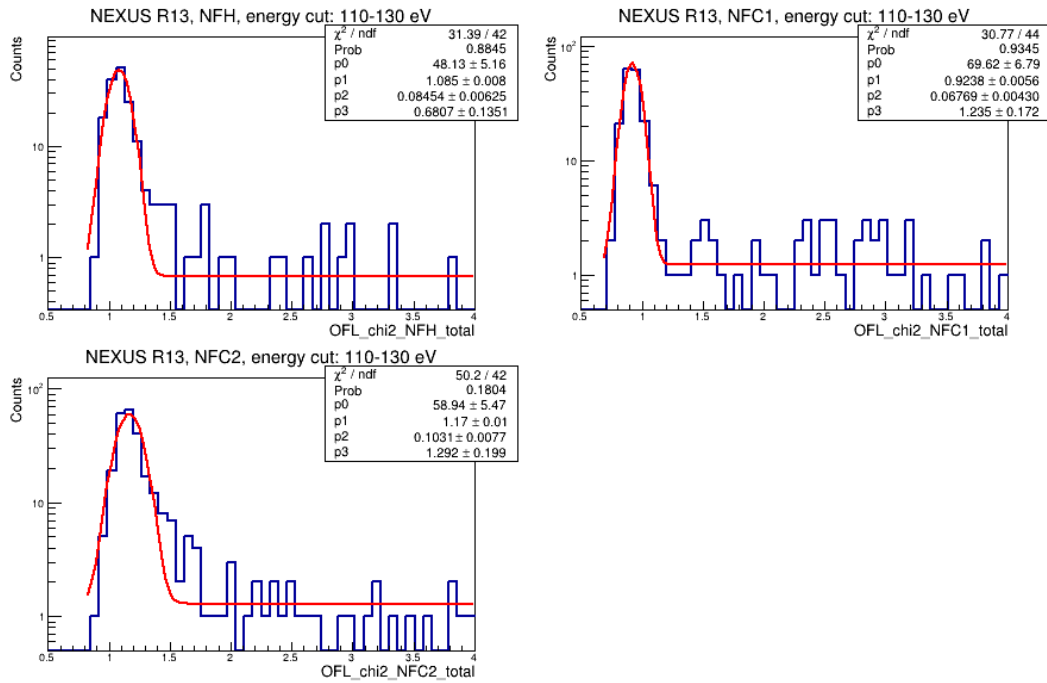 NEXUS R13, NFH, energy cut: 110-130 eV
χ² / ndf 31.39 / 42
Prob 0.8845
p0 48.13 ± 5.16
p1 1.085 ± 0.008
p2 0.08454 ± 0.00625
p3 0.6807 ± 0.1351
Counts
10
1
0.5 1 1.5 2 2.5 3 3.5 4
OFL_chi2_NFH_total
NEXUS R13, NFC1, energy cut: 110-130 eV
χ² / ndf 30.77 / 44
Prob 0.9345
p0 69.62 ± 6.79
p1 0.9238 ± 0.0056
p2 0.06769 ± 0.00430
p3 1.235 ± 0.172
Counts
10²
10
1
0.5 1 1.5 2 2.5 3 3.5 4
OFL_chi2_NFC1_total
NEXUS R13, NFC2, energy cut: 110-130 eV
χ² / ndf 50.2 / 42
Prob 0.1804
p0 58.94 ± 5.47
p1 1.17 ± 0.01
p2 0.1031 ± 0.0077
p3 1.292 ± 0.199
Counts
10²
10
1
0.5 1 1.5 2 2.5 3 3.5 4
OFL_chi2_NFC2_total